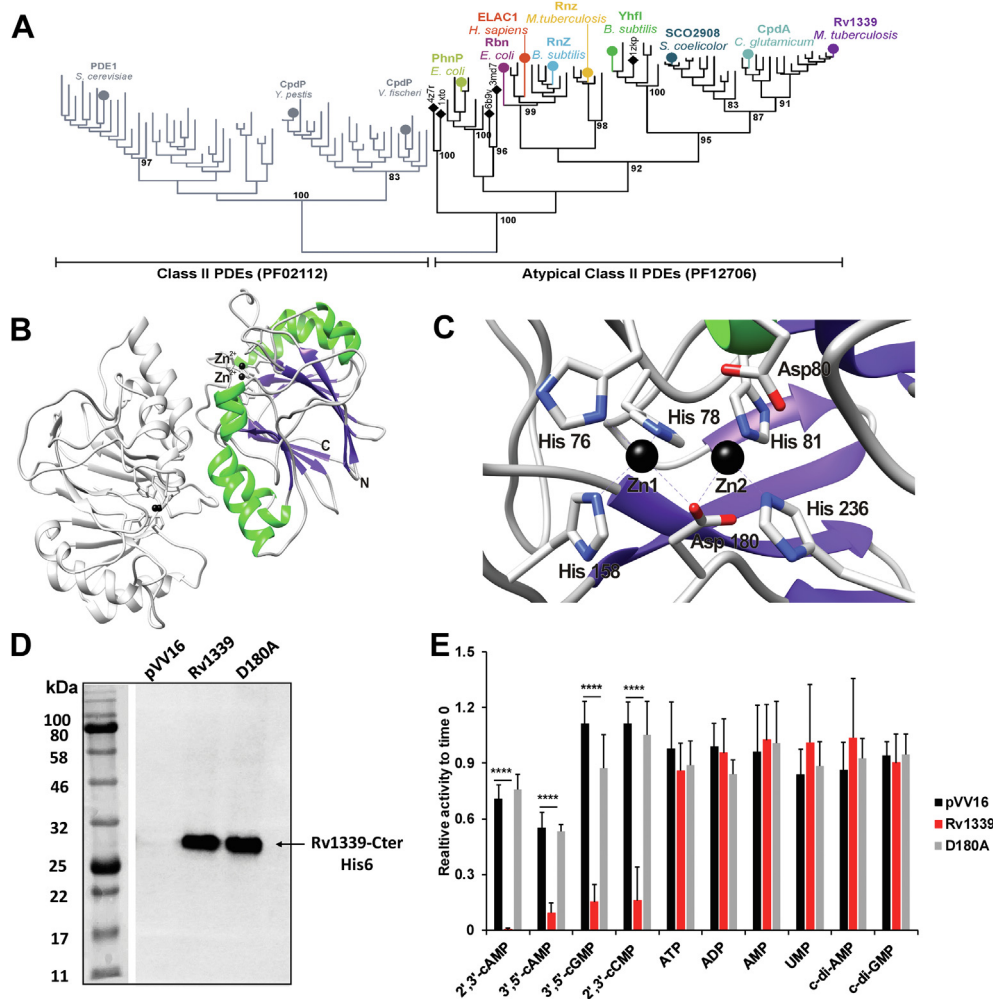 A
PDE1
S. cerevisiae
CpdP
Y. pestis
CpdP
V. fischeri
PhnP
E. coli
Rbn
E. coli
ELAC1
H. sapiens
RnZ
B. subtilis
Rnz
M.tuberculosis
Yhfl
B. subtilis
SCO2908
S. coelicolor
CpdA
C. glutamicum
Rv1339
M. tuberculosis
4z7r
1xto
6b9v
3md7
1zkp
97
83
100
100
100
96
99
98
100
83
91
87
95
92
100
100
Class II PDEs (PF02112)
Atypical Class II PDEs (PF12706)
B
Zn2+
Zn2+
C
N
C
Asp80
His 76
His 78
His 81
Zn1
Zn2
His 236
Asp 180
His 158
D
pVV16
Rv1339
D180A
kDa
100
80
58
46
32
25
22
17
11
Rv1339-Cter
His6
E
Realtive activity to time 0
1.5
1.2
0.9
0.6
0.3
0
****
****
****
****
pVV16
Rv1339
D180A
2',3'-cAMP
3',5'-cAMP
3',5'-cGMP
2',3'-cCMP
ATP
ADP
AMP
UMP
c-di-AMP
c-di-GMP